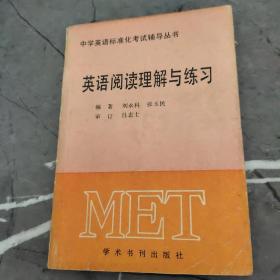 中学英语标准化考试辅导丛书
英语阅读理解与练习
编著 刘永科 张玉民
审订 吕志士
MET
学术书刊出版社